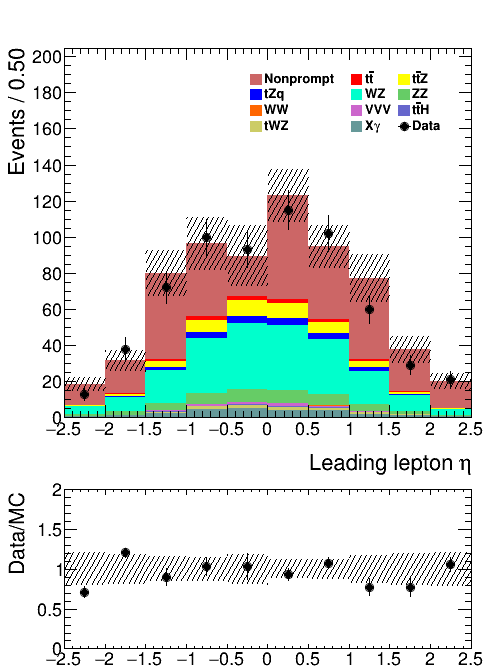 Events / 0.50
200
180
160
140
120
100
80
60
40
20
0
Nonprompt tt̄ tt̄Z
tZq WZ ZZ
WW VVV tt̄H
tWZ Xγ Data
−2.5 −2 −1.5 −1 −0.5 0 0.5 1 1.5 2 2.5
Leading lepton η
Data/MC
2
1.5
1
0.5
0
−2.5 −2 −1.5 −1 −0.5 0 0.5 1 1.5 2 2.5